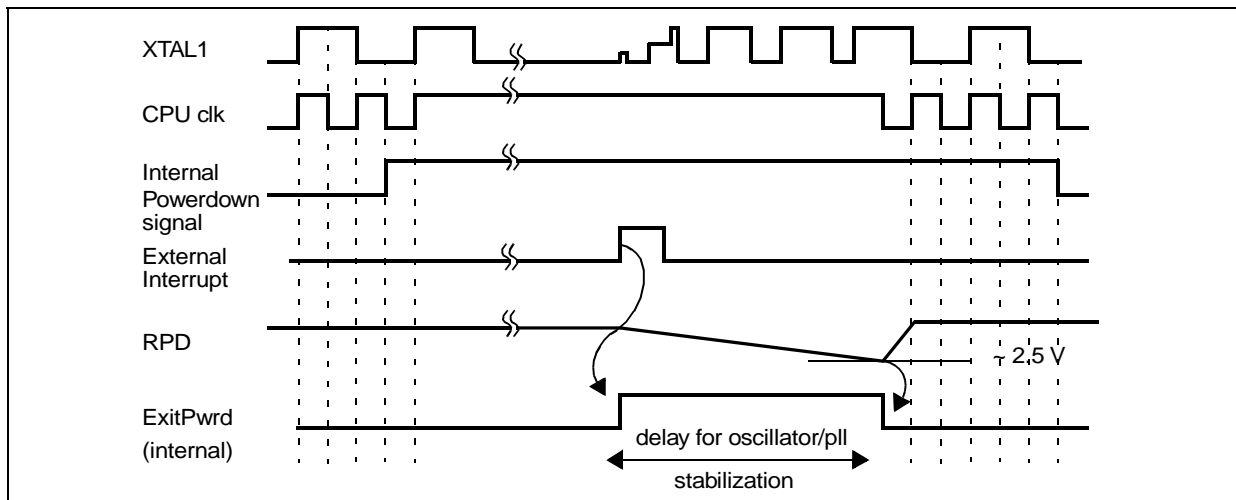 XTAL1
CPU clk
Internal
Powerdown
signal
External
Interrupt
RPD
~ 2.5 V
ExitPwrd
(internal)
delay for oscillator/pll
stabilization